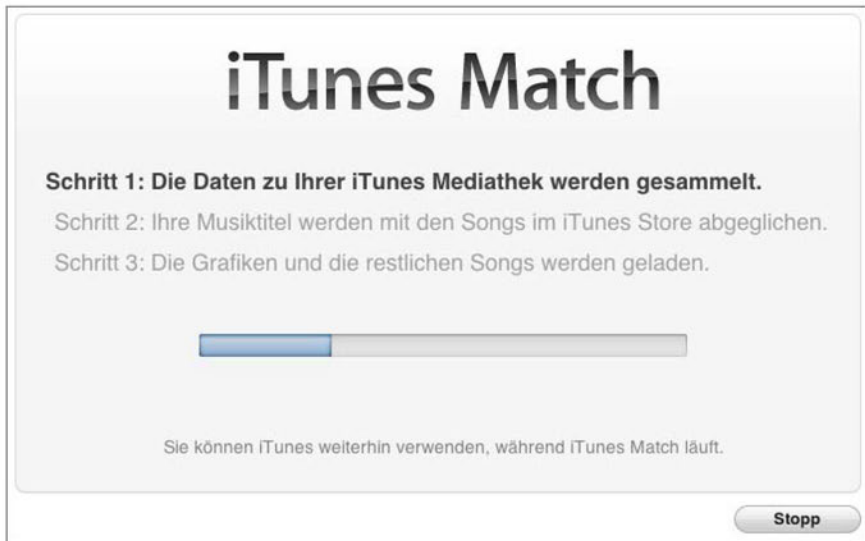 iTunes Match
Schritt 1: Die Daten zu Ihrer iTunes Mediathek werden gesammelt.
Schritt 2: Ihre Musiktitel werden mit den Songs im iTunes Store abgeglichen.
Schritt 3: Die Grafiken und die restlichen Songs werden geladen.
Sie können iTunes weiterhin verwenden, während iTunes Match läuft.
Stopp